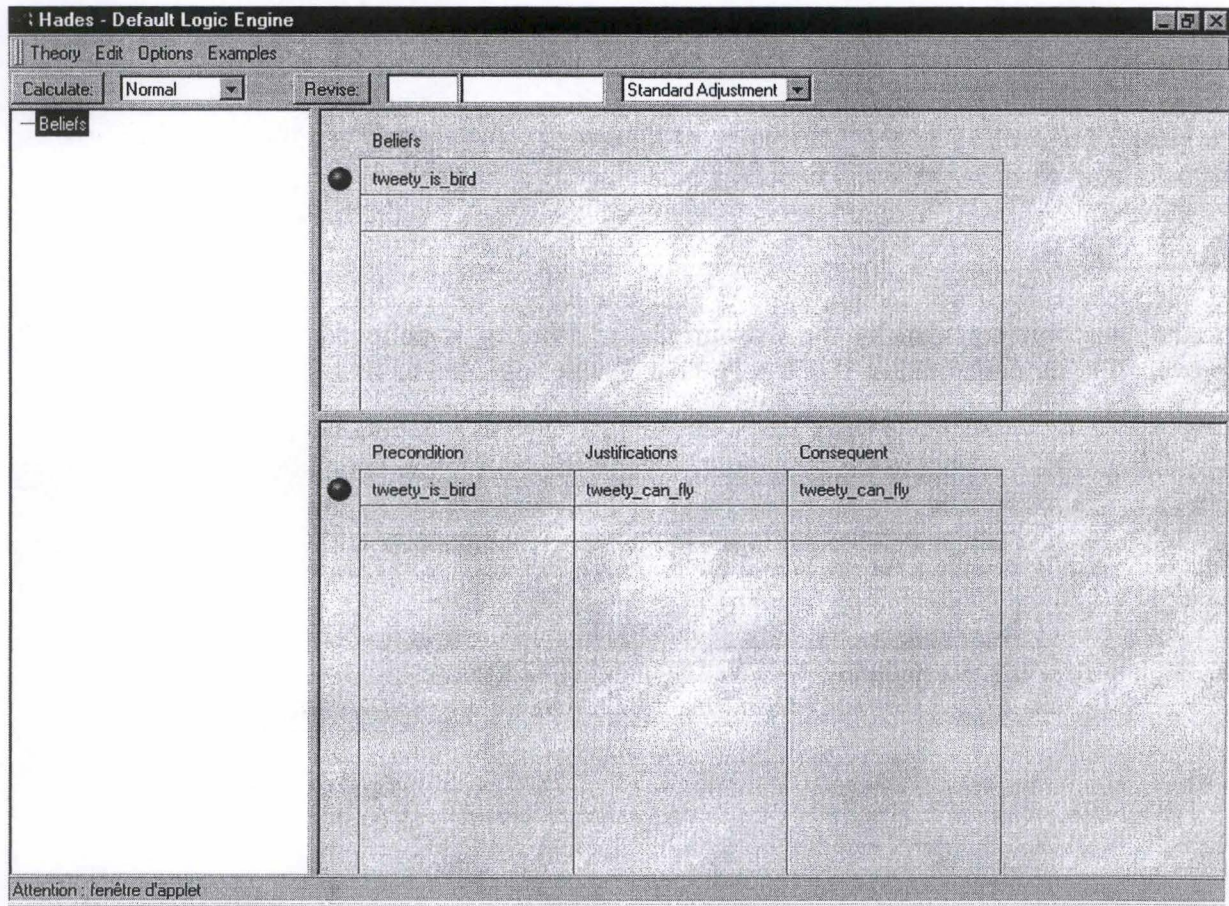 Hades - Default Logic Engine
Theory Edit Options Examples
Calculate: Normal Revise: Standard Adjustment
Beliefs
Beliefs
tweety_is_bird
Precondition Justifications Consequent
tweety_is_bird tweety_can_fly tweety_can_fly
Attention : fenêtre d'applet